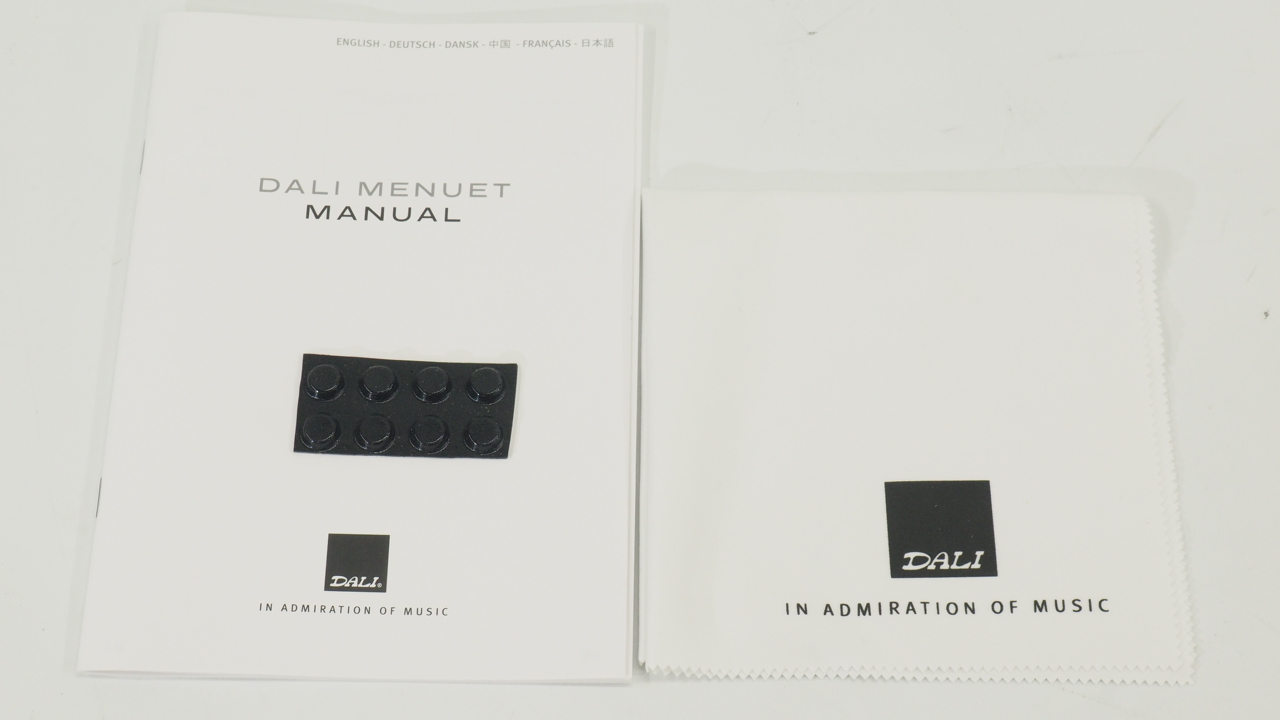 ENGLISH - DEUTSCH - DANSK - 中国 - FRANÇAIS - 日本語
DALI MENUET
MANUAL
DALI®
IN ADMIRATION OF MUSIC
DALI
IN ADMIRATION OF MUSIC